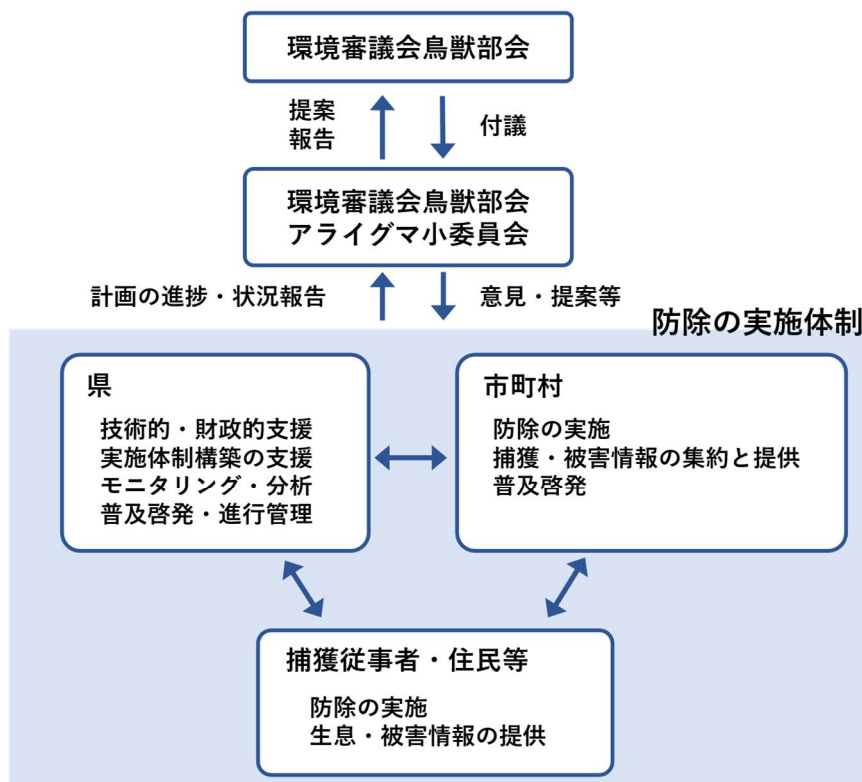 環境審議会鳥獣部会
提案
報告
付議
環境審議会鳥獣部会
アライグマ小委員会
計画の進捗・状況報告
意見・提案等
防除の実施体制
県
技術的・財政的支援
実施体制構築の支援
モニタリング・分析
普及啓発・進行管理
市町村
防除の実施
捕獲・被害情報の集約と提供
普及啓発
捕獲従事者・住民等
防除の実施
生息・被害情報の提供